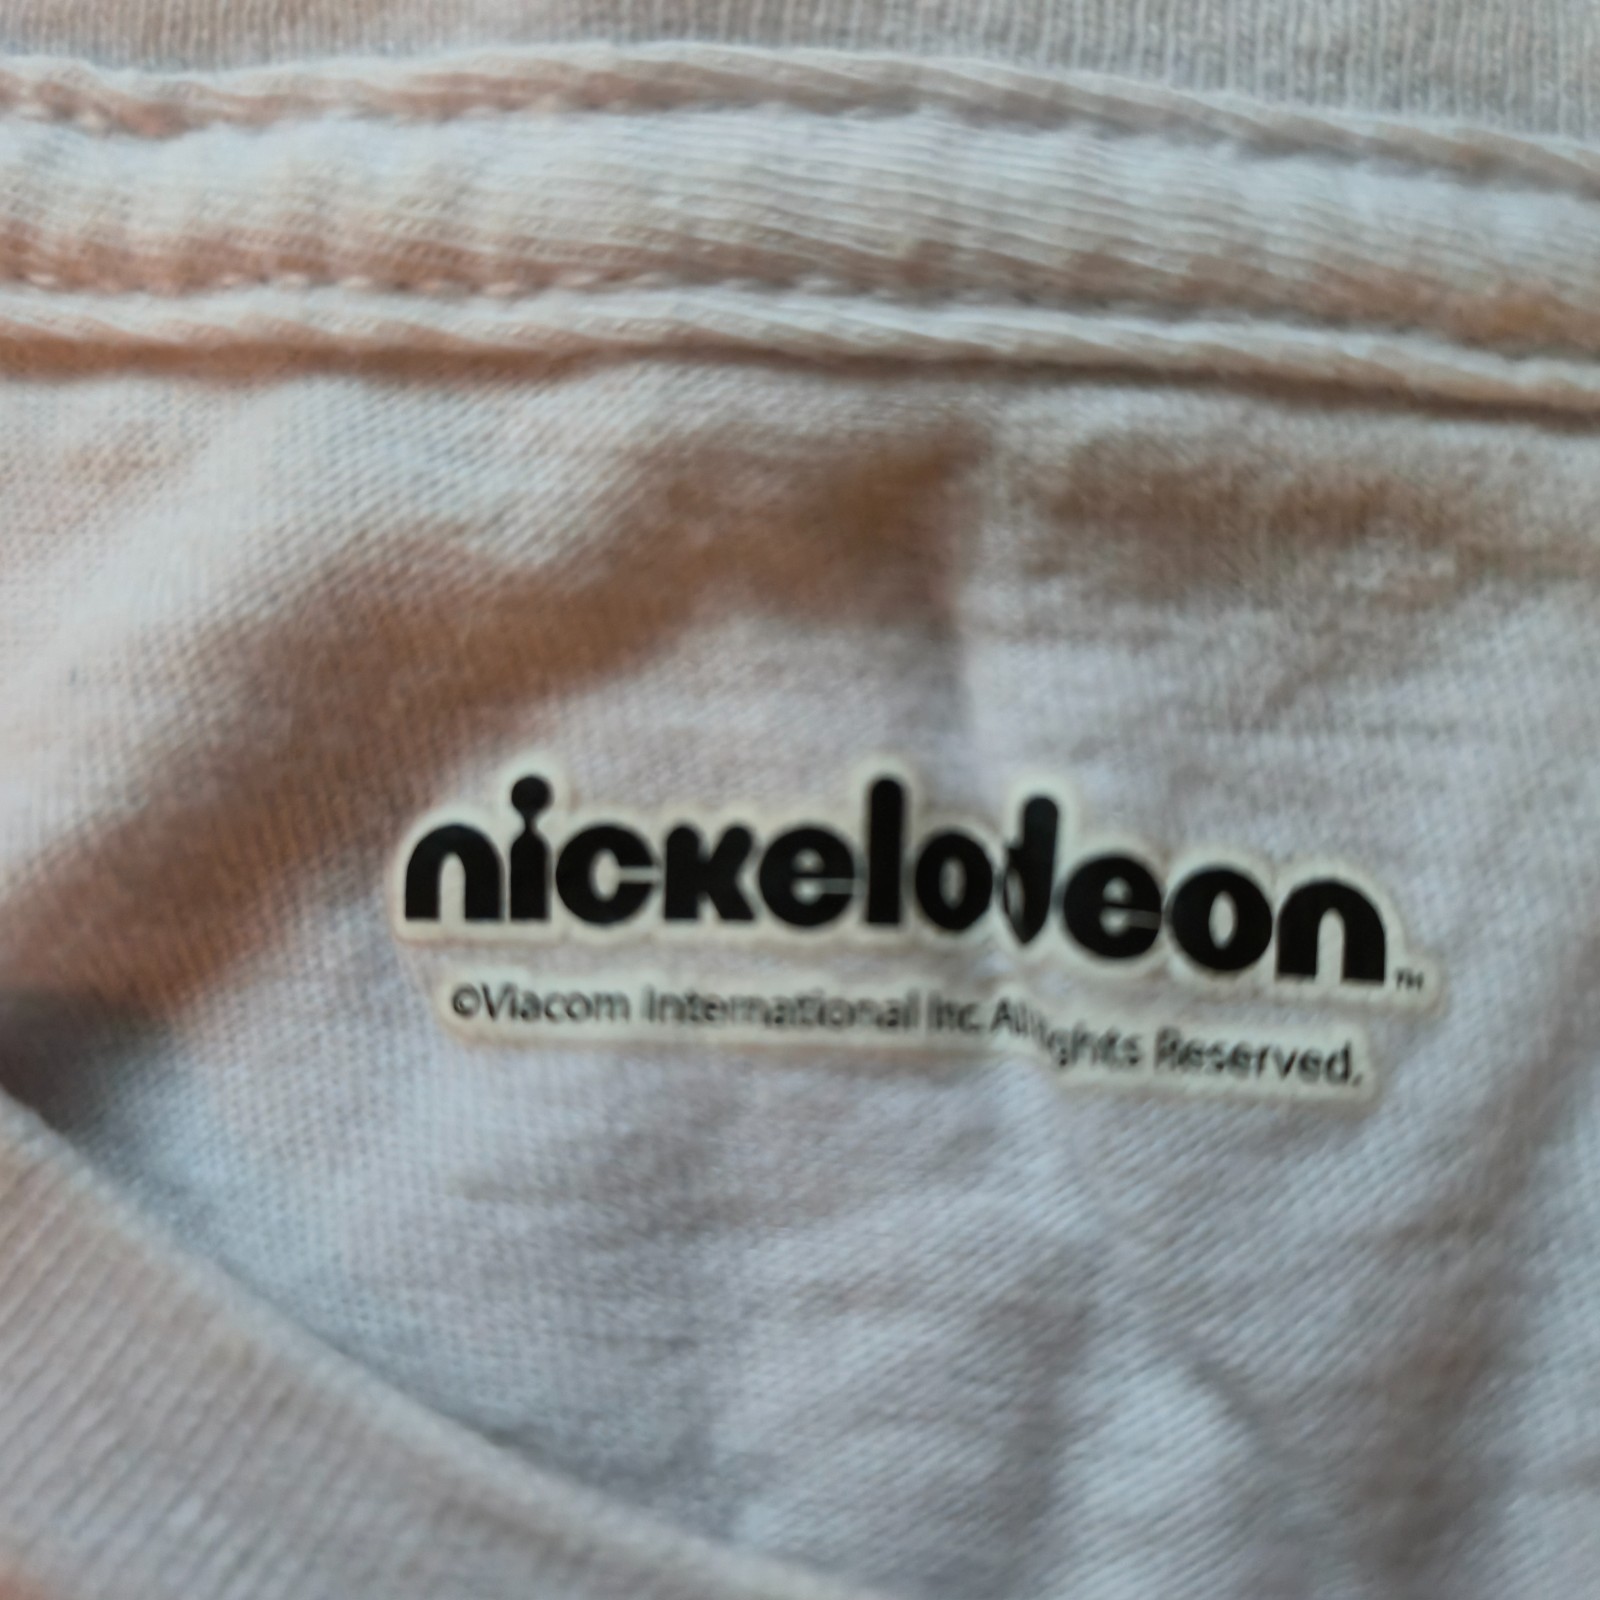 nickelodeon™
©Viacom International Inc. All Rights Reserved.